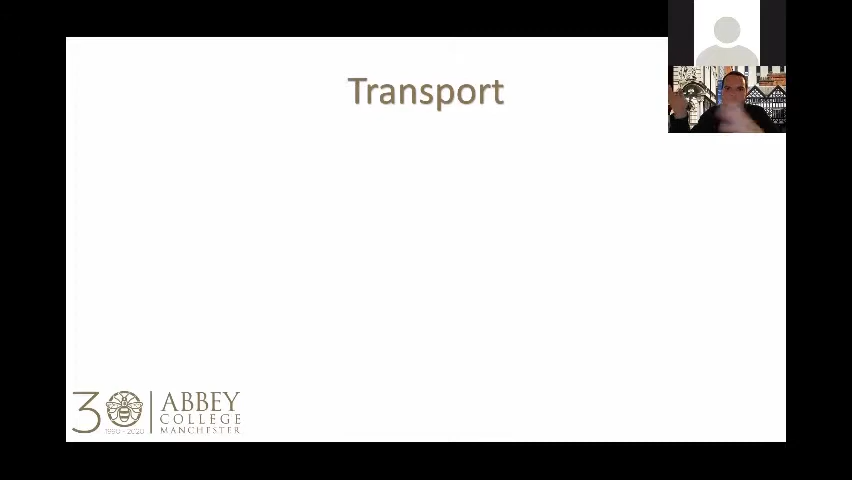 Transport
30
1990 - 2020
ABBEY
COLLEGE
MANCHESTER